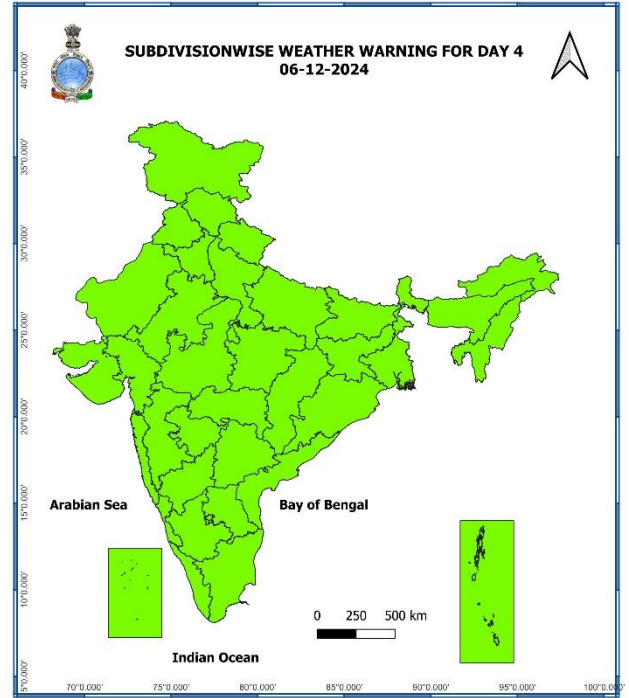 SUBDIVISIONWISE WEATHER WARNING FOR DAY 4
06-12-2024
40°0.000'
35°0.000'
30°0.000'
25°0.000'
20°0.000'
15°0.000'
10°0.000'
5°0.000'
Arabian Sea
Bay of Bengal
0 250 500 km
Indian Ocean
70°0.000' 75°0.000' 80°0.000' 85°0.000' 90°0.000' 95°0.000' 100°0.000'